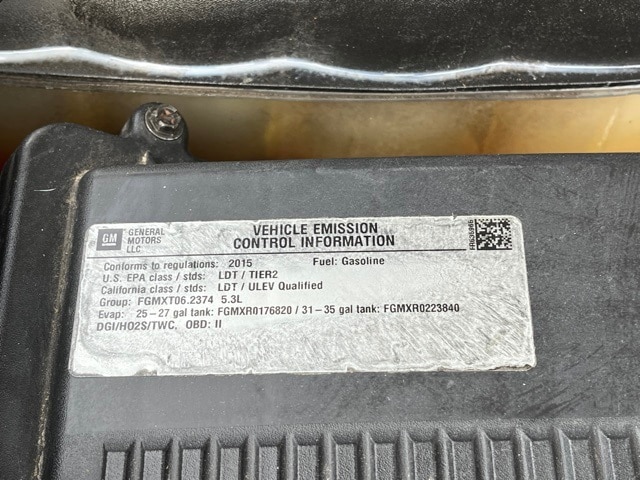 GM GENERAL MOTORS LLC
VEHICLE EMISSION
CONTROL INFORMATION
Conforms to regulations: 2015 Fuel: Gasoline
U.S. EPA class / stds: LDT / TIER2
California class / stds: LDT / ULEV Qualified
Group: FGMXT06.2374 5.3L
Evap: 25 – 27 gal tank: FGMXR0176820 / 31 – 35 gal tank: FGMXR0223840
DGI/HO2S/TWC, OBD: II